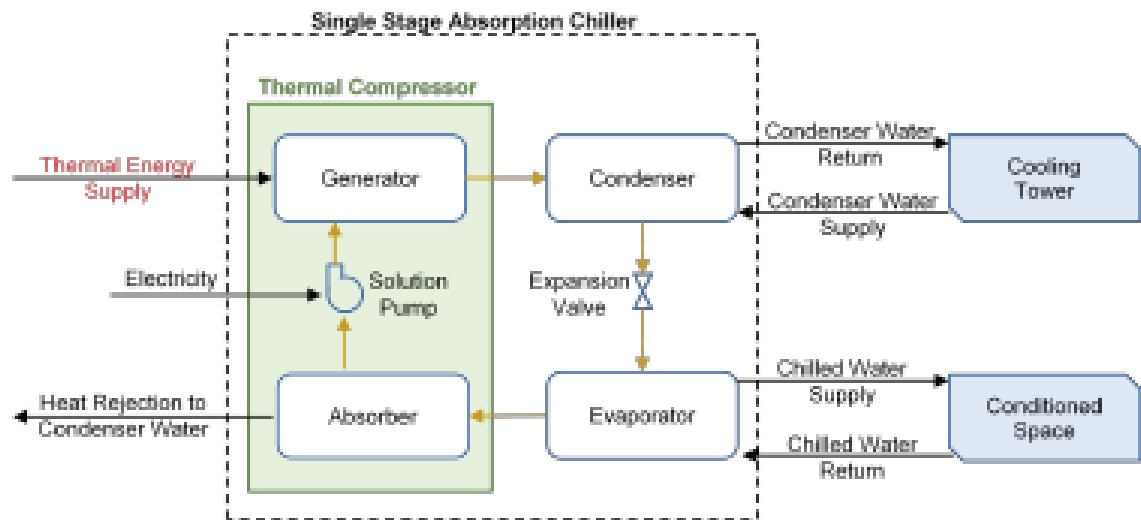 Single Stage Absorption Chiller
Thermal Compressor
Thermal Energy
Supply
Generator
Condenser
Condenser Water
Return
Condenser Water
Supply
Cooling
Tower
Electricity
Solution
Pump
Expansion
Valve
Heat Rejection to
Condenser Water
Absorber
Evaporator
Chilled Water
Supply
Chilled Water
Return
Conditioned
Space